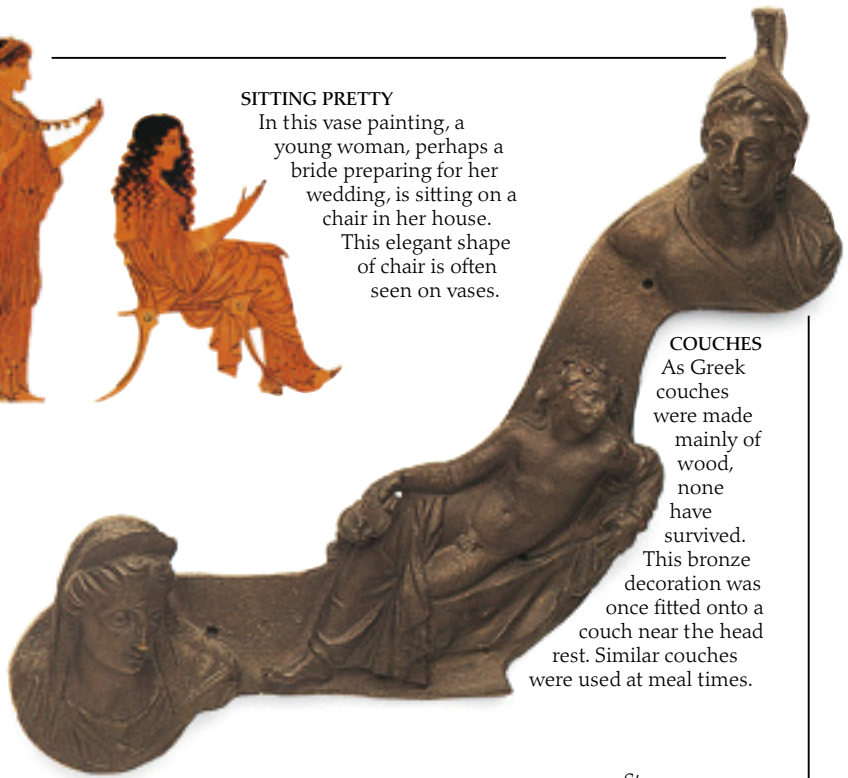 SITTING PRETTY
In this vase painting, a
young woman, perhaps a
bride preparing for her
wedding, is sitting on a
chair in her house.
This elegant shape
of chair is often
seen on vases.
COUCHES
As Greek
couches
were made
mainly of
wood,
none
have
survived.
This bronze
decoration was
once fitted onto a
couch near the head
rest. Similar couches
were used at meal times.